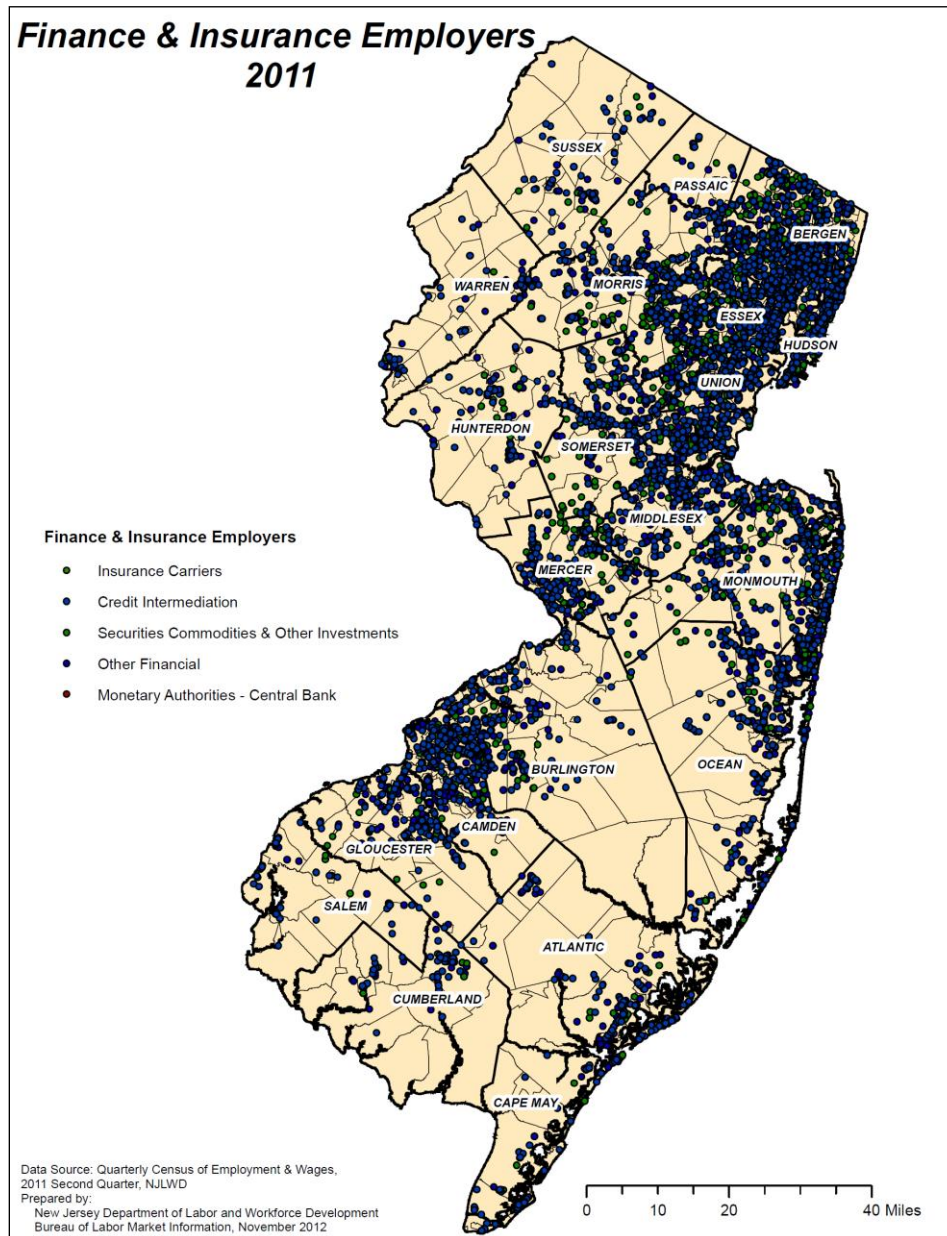 Finance & Insurance Employers
2011
SUSSEX
PASSAIC
BERGEN
WARREN
MORRIS
ESSEX
HUDSON
UNION
HUNTERDON
SOMERSET
MIDDLESEX
MERCER
MONMOUTH
Finance & Insurance Employers
Insurance Carriers
Credit Intermediation
Securities Commodities & Other Investments
Other Financial
Monetary Authorities - Central Bank
OCEAN
BURLINGTON
CAMDEN
GLOUCESTER
SALEM
ATLANTIC
CUMBERLAND
CAPE MAY
Data Source: Quarterly Census of Employment & Wages,
2011 Second Quarter, NJLWD
Prepared by:
New Jersey Department of Labor and Workforce Development
Bureau of Labor Market Information, November 2012
0 10 20 40 Miles